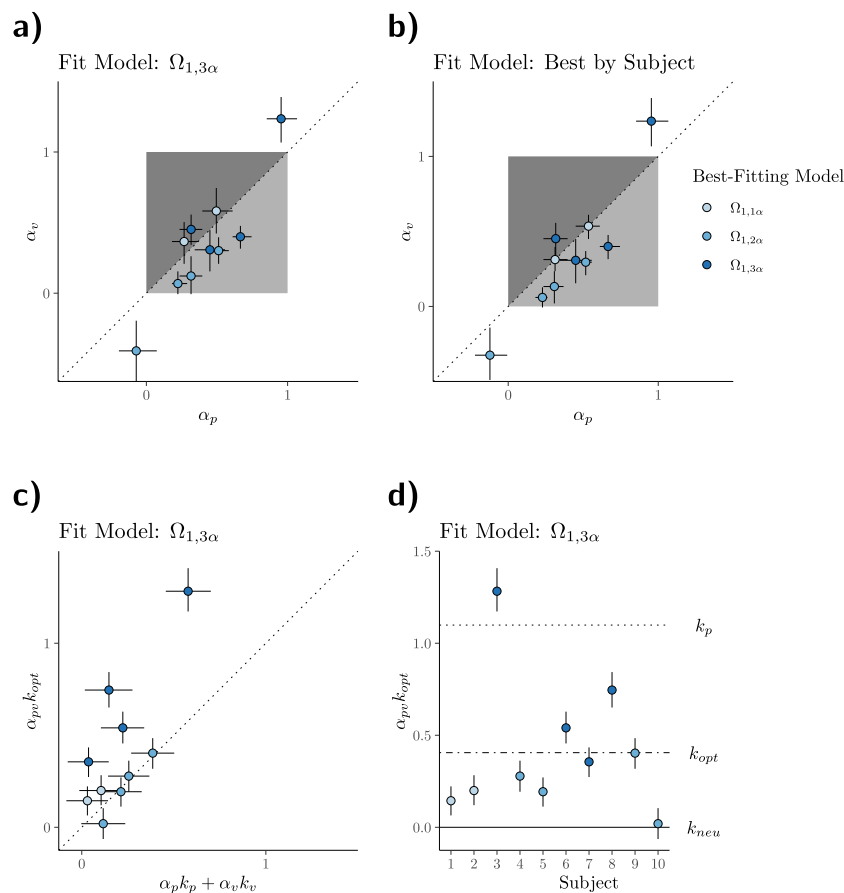 a)
Fit Model: Ω1,3α
1
0
αv
0
1
αp
b)
Fit Model: Best by Subject
1
0
αv
0
1
αp
Best-Fitting Model
Ω1,1α
Ω1,2α
Ω1,3α
c)
Fit Model: Ω1,3α
1
0
αpvkopt
0
1
αpkp + αvkv
d)
Fit Model: Ω1,3α
1.5
1.0
0.5
0.0
αpvkopt
kp
kopt
kneu
1 2 3 4 5 6 7 8 9 10
Subject